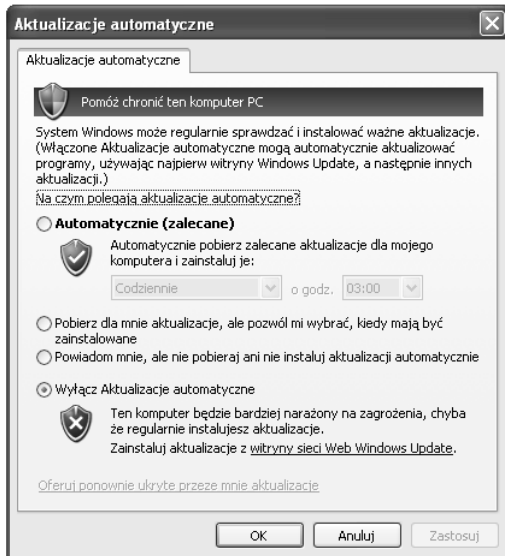 Aktualizacje automatyczne
Aktualizacje automatyczne
Pomóż chronić ten komputer PC
System Windows może regularnie sprawdzać i instalować ważne aktualizacje.
(Włączone Aktualizacje automatyczne mogą automatycznie aktualizować
programy, używając najpierw witryny Windows Update, a następnie innych
aktualizacji.)
Na czym polegają aktualizacje automatyczne?
Automatycznie (zalecane)
Automatycznie pobierz zalecane aktualizacje dla mojego
komputera i zainstaluj je:
Codziennie o godz. 03:00
Pobierz dla mnie aktualizacje, ale pozwól mi wybrać, kiedy mają być
zainstalowane
Powiadom mnie, ale nie pobieraj ani nie instaluj aktualizacji automatycznie
Wyłącz Aktualizacje automatyczne
Ten komputer będzie bardziej narażony na zagrożenia, chyba
że regularnie instalujesz aktualizacje.
Zainstaluj aktualizacje z witryny sieci Web Windows Update.
Oferuj ponownie ukryte przeze mnie aktualizacje
OK Anuluj Zastosuj